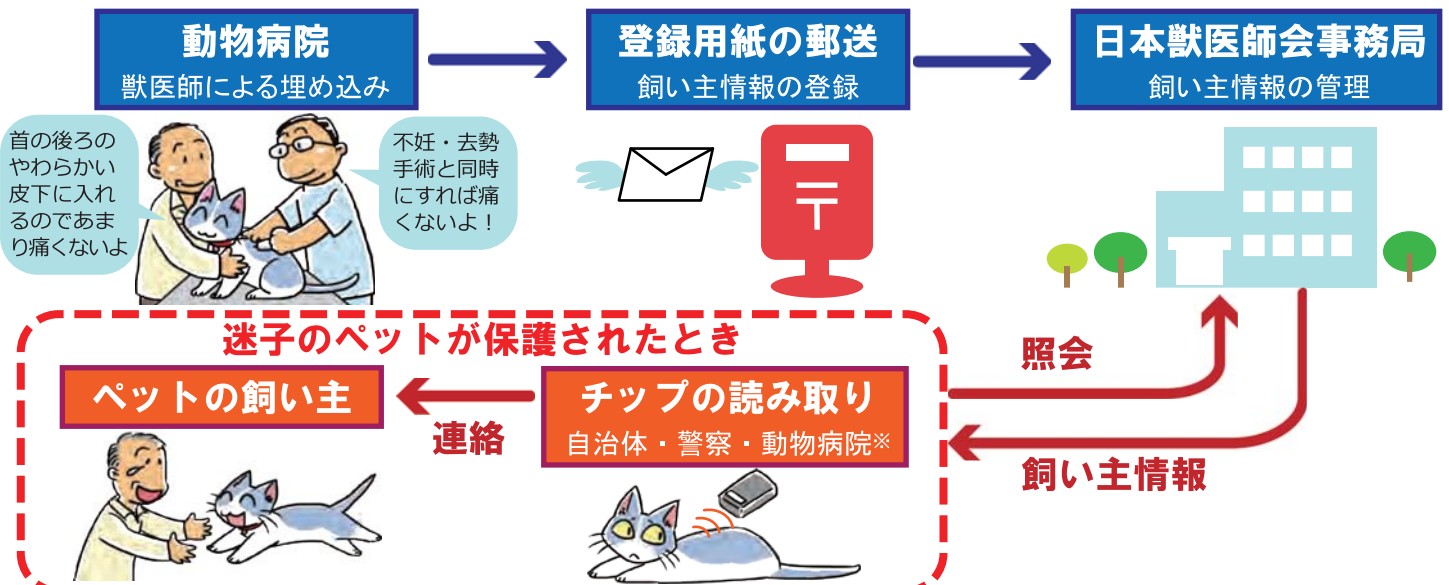 動物病院
獣医師による埋め込み
登録用紙の郵送
飼い主情報の登録
日本獣医師会事務局
飼い主情報の管理
首の後ろの
やわらかい
皮下に入れ
るのであま
り痛くないよ
不妊・去勢
手術と同時
にすれば痛
くないよ！
〒
迷子のペットが保護されたとき
ペットの飼い主
連絡
チップの読み取り
自治体・警察・動物病院※
照会
飼い主情報